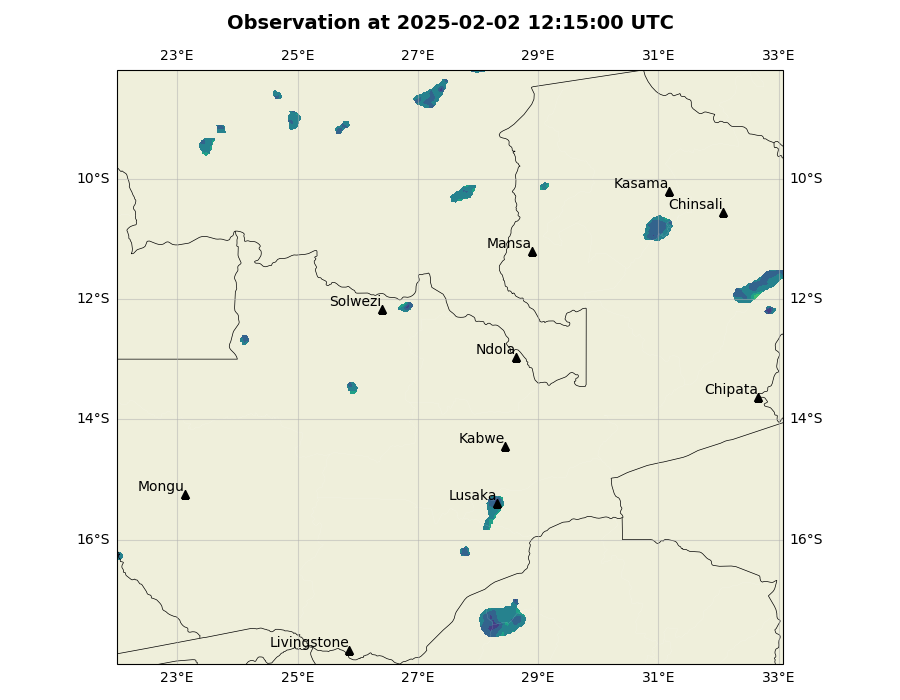 Observation at 2025-02-02 12:15:00 UTC
23°E 25°E 27°E 29°E 31°E 33°E
10°S 10°S
Kasama
Chinsali
Mansa
12°S 12°S
Solwezi
Ndola
Chipata
14°S 14°S
Kabwe
Mongu
Lusaka
16°S 16°S
Livingstone
23°E 25°E 27°E 29°E 31°E 33°E